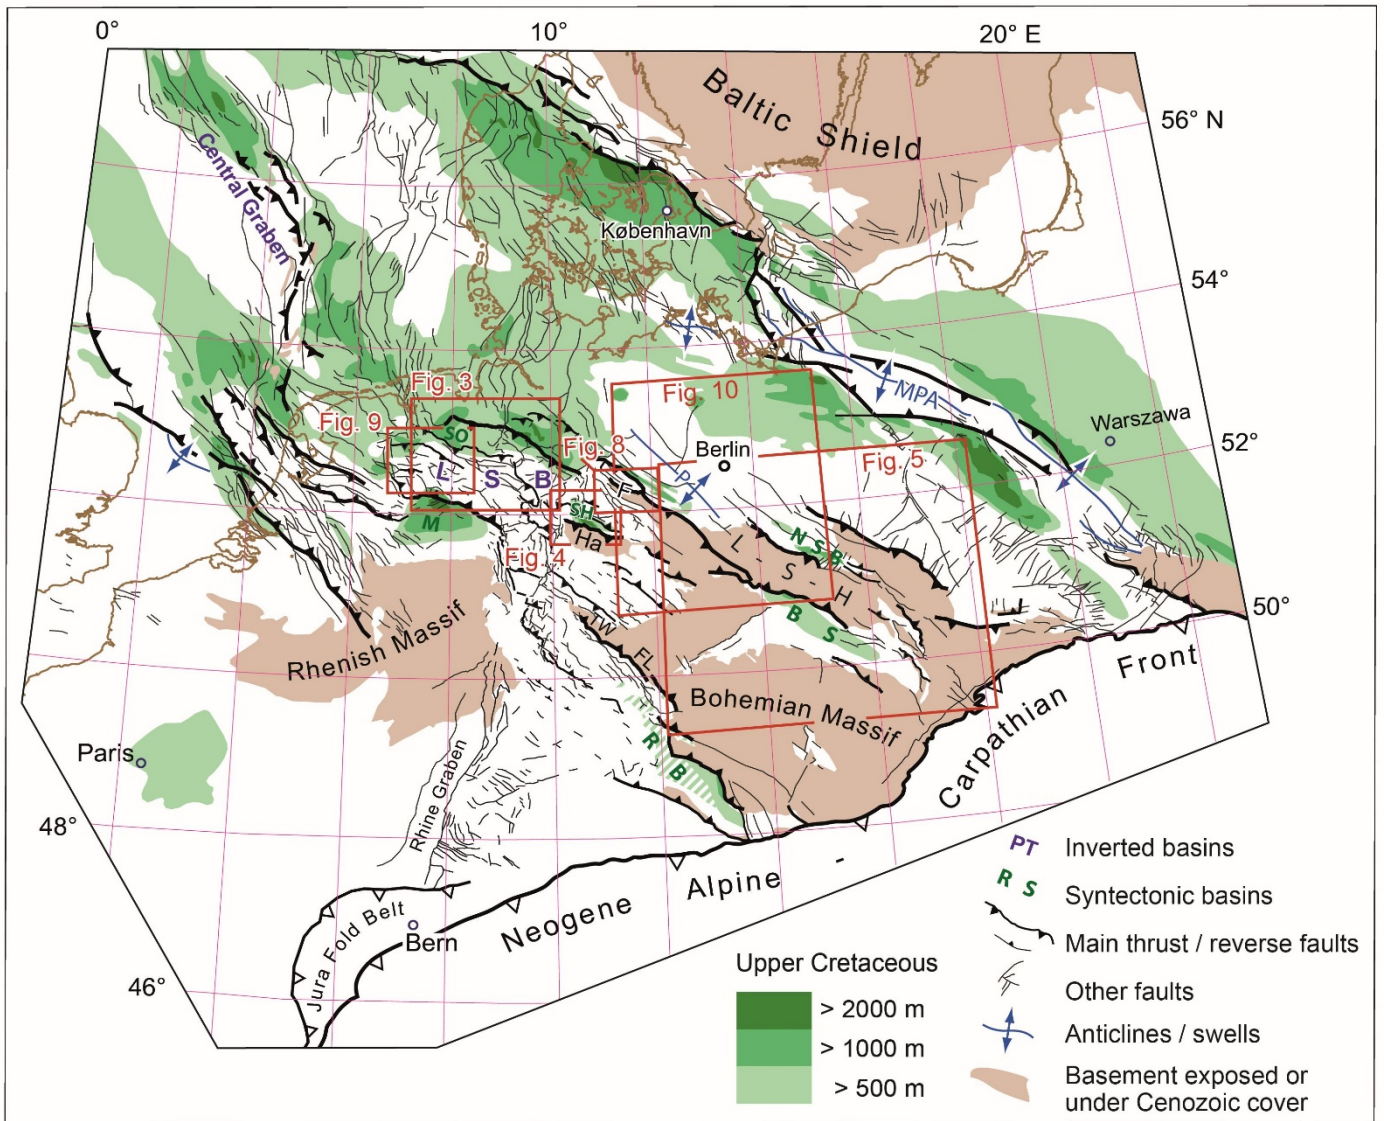 0°
10°
20° E
56° N
54°
52°
50°
48°
46°
Baltic Shield
Central Graben
København
Fig. 3
Fig. 9
Fig. 10
Fig. 8
Fig. 5
Fig. 4
MPA
Warszawa
Berlin
SO
L S B
M
SH
Ha
F
P
N S B
L S - H
B S
TW
FL
Rhenish Massif
Bohemian Massif
R B
Paris
Rhine Graben
Carpathian Front
Neogene Alpine -
Jura Fold Belt
Bern
PT Inverted basins
R S Syntectonic basins
Main thrust / reverse faults
Other faults
Anticlines / swells
Basement exposed or
under Cenozoic cover
Upper Cretaceous
> 2000 m
> 1000 m
> 500 m